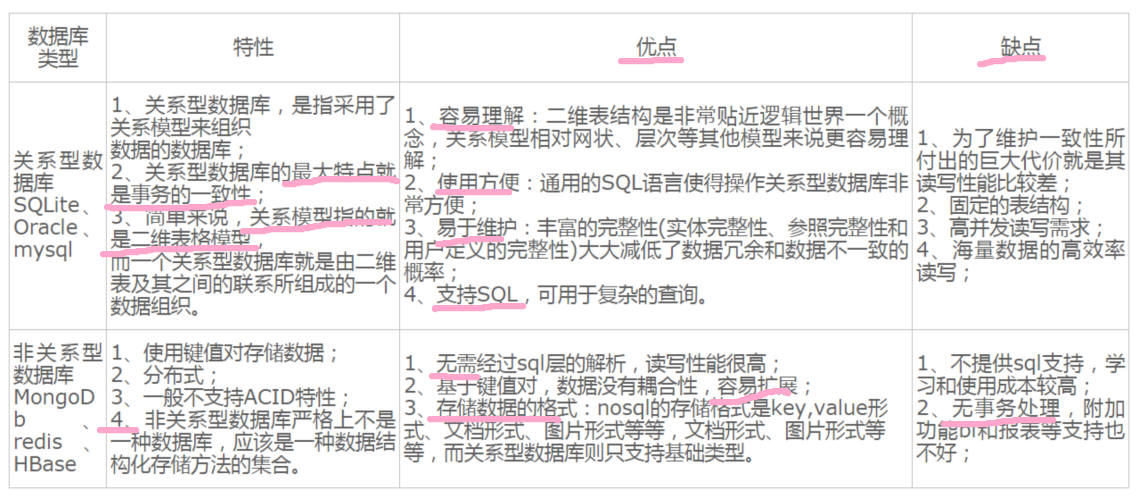 数据库
类型
特性
优点
缺点
关系型数
据库
SQLite、
Oracle、
mysql
1、关系型数据库，是指采用了
关系模型来组织
数据的数据库；
2、关系型数据库的最大特点就
是事务的一致性；
3、简单来说，关系模型指的就
是二维表格模型，
而一个关系型数据库就是由二维
表及其之间的联系所组成的一个
数据组织。
1、容易理解：二维表结构是非常贴近逻辑世界一个概
念，关系模型相对网状、层次等其他模型来说更容易理
解；
2、使用方便：通用的SQL语言使得操作关系型数据库非
常方便；
3、易于维护：丰富的完整性(实体完整性、参照完整性和
用户定义的完整性)大大减低了数据冗余和数据不一致的
概率；
4、支持SQL，可用于复杂的查询。
1、为了维护一致性所
付出的巨大代价就是其
读写性能比较差；
2、固定的表结构；
3、高并发读写需求；
4、海量数据的高效率
读写；
非关系型
数据库
MongoD
b、
redis、
HBase
1、使用键值对存储数据；
2、分布式；
3、一般不支持ACID特性；
4、非关系型数据库严格上不是
一种数据库，应该是一种数据结
构化存储方法的集合。
1、无需经过sql层的解析，读写性能很高；
2、基于键值对，数据没有耦合性，容易扩展；
3、存储数据的格式：nosql的存储格式是key,value形
式、文档形式、图片形式等等，文档形式、图片形式等
等，而关系型数据库则只支持基础类型。
1、不提供sql支持，学
习和使用成本较高；
2、无事务处理，附加
功能bi和报表等支持也
不好；